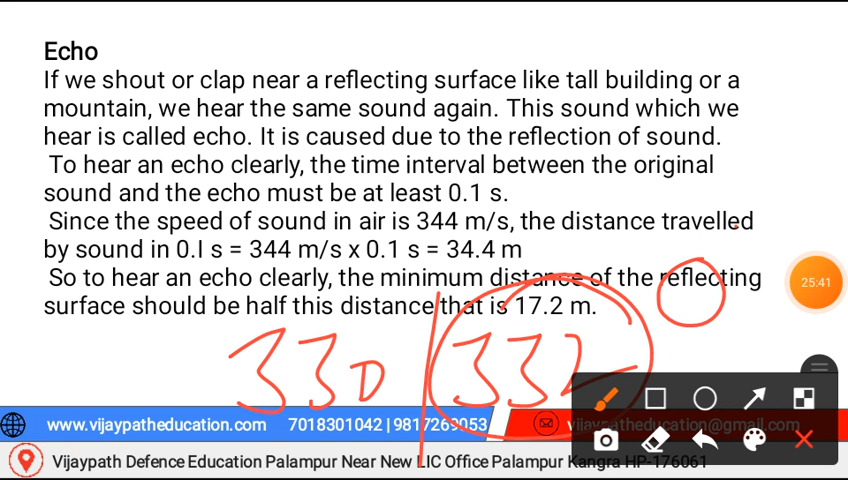 Echo
If we shout or clap near a reflecting surface like tall building or a
mountain, we hear the same sound again. This sound which we
hear is called echo. It is caused due to the reflection of sound.
To hear an echo clearly, the time interval between the original
sound and the echo must be at least 0.1 s.
Since the speed of sound in air is 344 m/s, the distance travelled
by sound in 0.I s = 344 m/s x 0.1 s = 34.4 m
So to hear an echo clearly, the minimum distance of the reflecting
surface should be half this distance that is 17.2 m.
25:41
330 332
www.vijaypatheducation.com 7018301042 | 9817269053 vijaypatheducation@gmail.com
Vijaypath Defence Education Palampur Near New LIC Office Palampur Kangra HP-176061